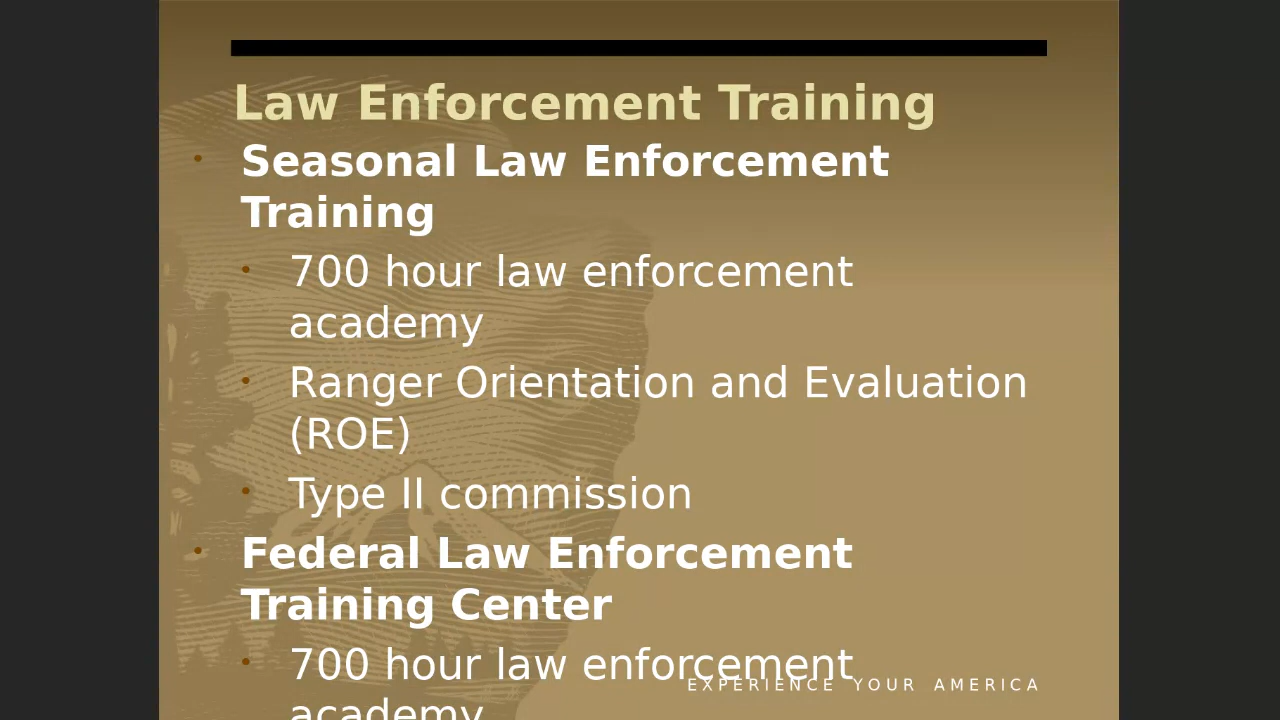 Law Enforcement Training
• Seasonal Law Enforcement
Training
• 700 hour law enforcement
academy
• Ranger Orientation and Evaluation
(ROE)
• Type II commission
• Federal Law Enforcement
Training Center
• 700 hour law enforcement
academy
EXPERIENCE YOUR AMERICA